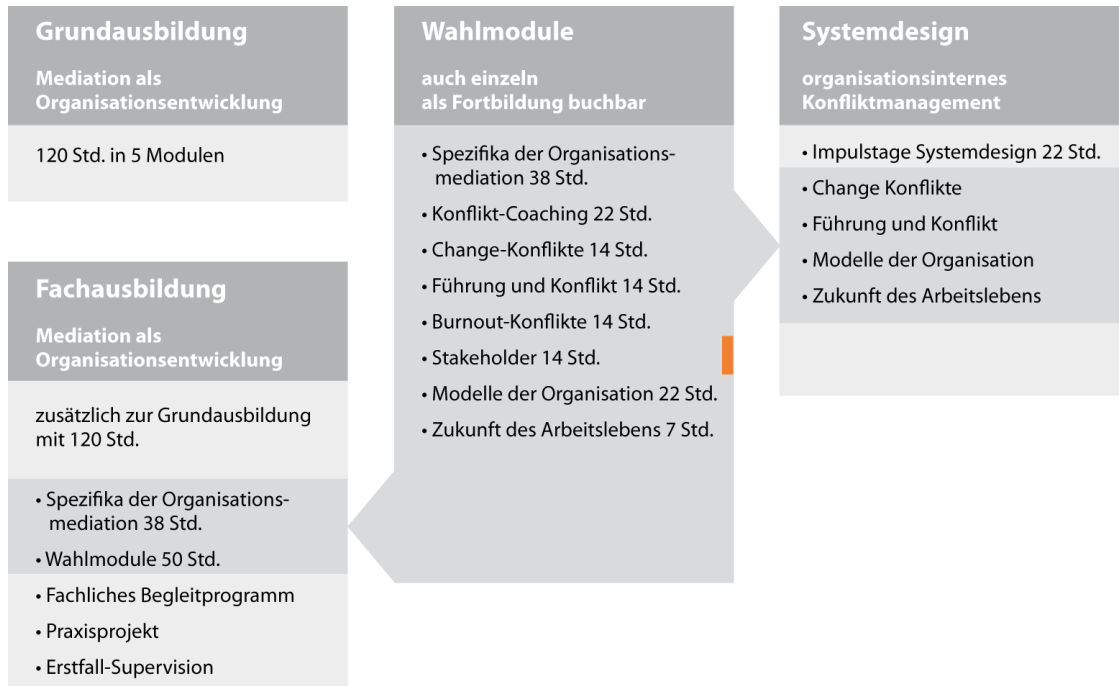 Grundausbildung
Mediation als
Organisationsentwicklung
120 Std. in 5 Modulen
Fachausbildung
Mediation als
Organisationsentwicklung
zusätzlich zur Grundausbildung
mit 120 Std.
• Spezifika der Organisations-
mediation 38 Std.
• Wahlmodule 50 Std.
• Fachliches Begleitprogramm
• Praxisprojekt
• Erstfall-Supervision
Wahlmodule
auch einzeln
als Fortbildung buchbar
• Spezifika der Organisations-
mediation 38 Std.
• Konflikt-Coaching 22 Std.
• Change-Konflikte 14 Std.
• Führung und Konflikt 14 Std.
• Burnout-Konflikte 14 Std.
• Stakeholder 14 Std.
• Modelle der Organisation 22 Std.
• Zukunft des Arbeitslebens 7 Std.
Systemdesign
organisationsinternes
Konfliktmanagement
• Impulstage Systemdesign 22 Std.
• Change Konflikte
• Führung und Konflikt
• Modelle der Organisation
• Zukunft des Arbeitslebens